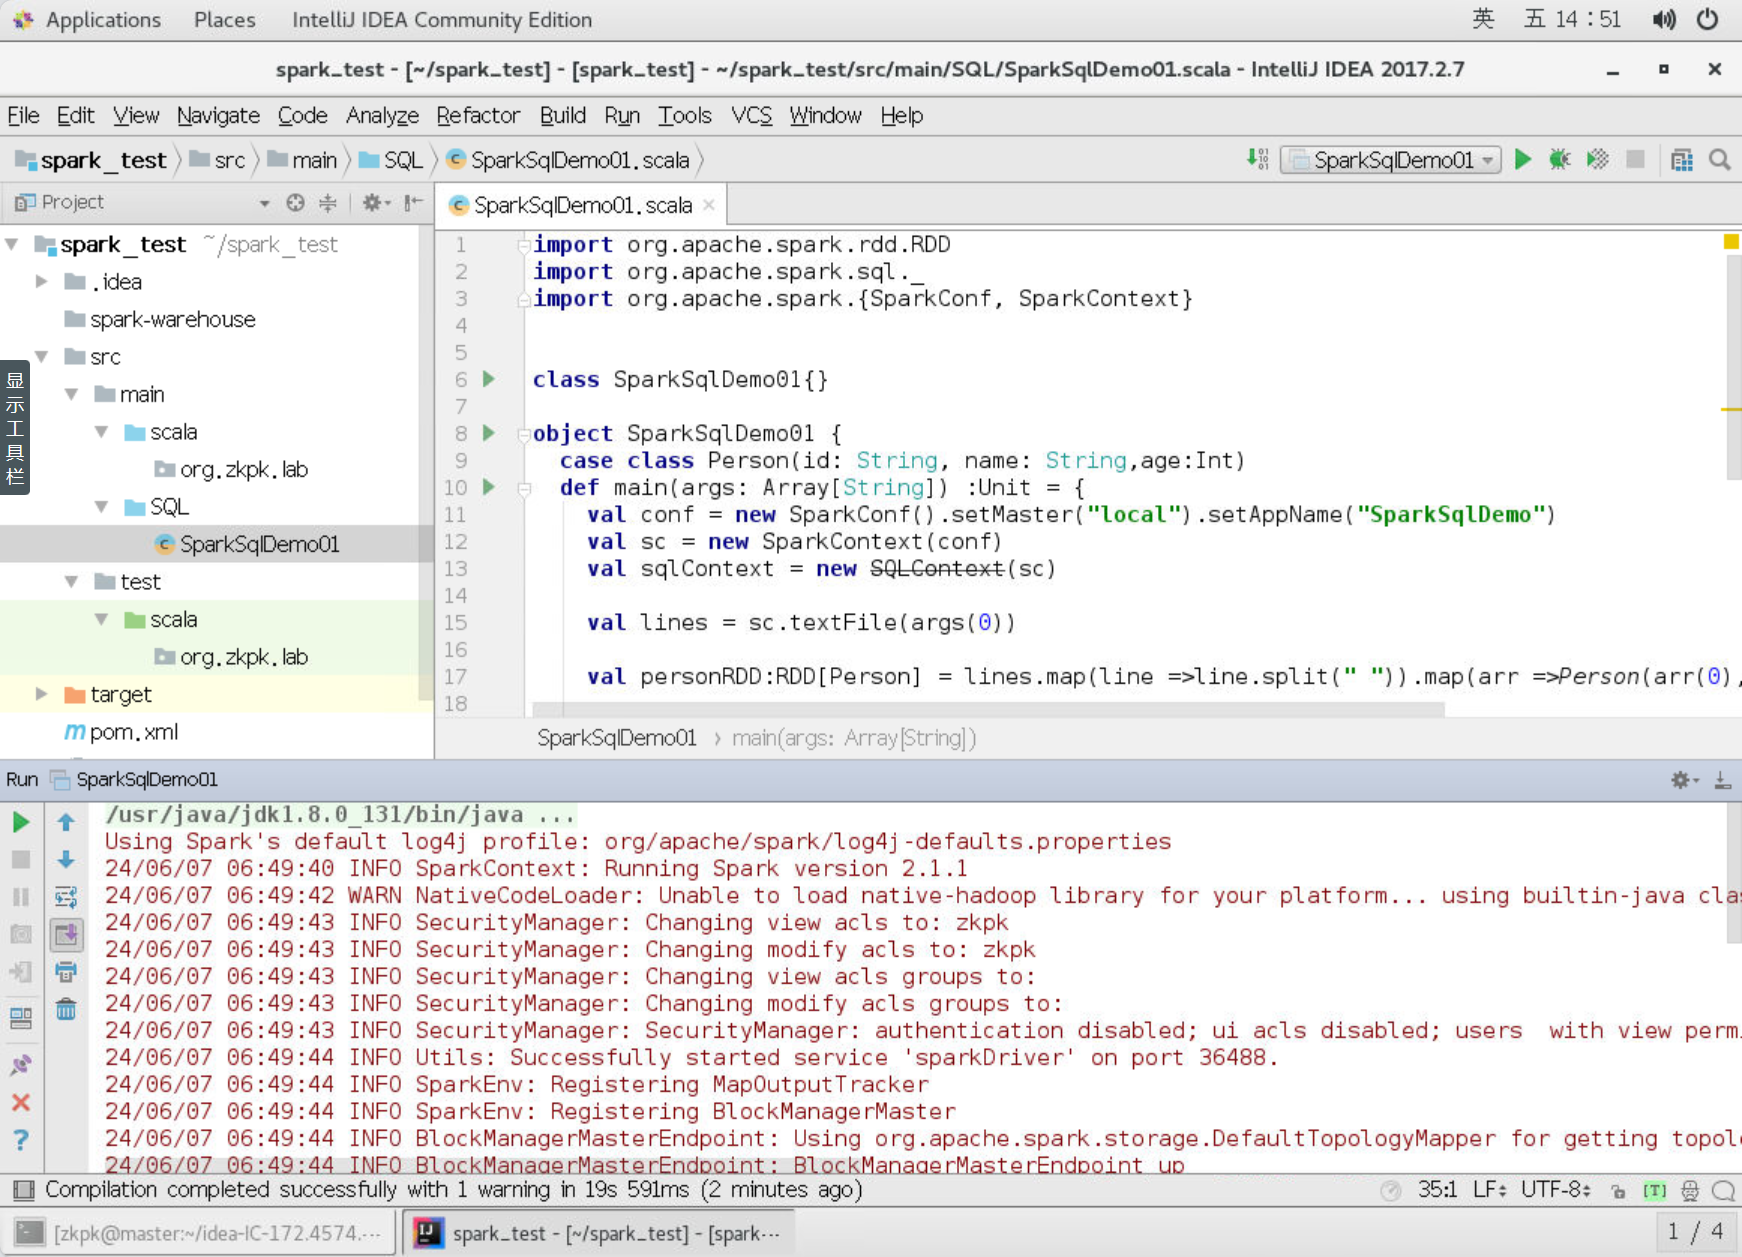 Applications Places IntelliJ IDEA Community Edition 英 五 14：51
spark_test - [~/spark_test] - [spark_test] - ~/spark_test/src/main/SQL/SparkSqlDemo01.scala - IntelliJ IDEA 2017.2.7
File Edit View Navigate Code Analyze Refactor Build Run Tools VCS Window Help
spark_test src main SQL SparkSqlDemo01.scala SparkSqlDemo01
Project
spark_test ~/spark_test
.idea
spark-warehouse
src
main
scala
org.zkpk.lab
SQL
SparkSqlDemo01
test
scala
org.zkpk.lab
target
pom.xml
显示工具栏
SparkSqlDemo01.scala
1 import org.apache.spark.rdd.RDD
2 import org.apache.spark.sql._
3 import org.apache.spark.{SparkConf, SparkContext}
4
5
6 class SparkSqlDemo01{}
7
8 object SparkSqlDemo01 {
9 case class Person(id: String, name: String,age:Int)
10 def main(args: Array[String]) :Unit = {
11 val conf = new SparkConf().setMaster("local").setAppName("SparkSqlDemo")
12 val sc = new SparkContext(conf)
13 val sqlContext = new SQLContext(sc)
14
15 val lines = sc.textFile(args(0))
16
17 val personRDD:RDD[Person] = lines.map(line =>line.split(" ")).map(arr =>Person(arr(0),
18
SparkSqlDemo01 › main(args: Array[String])
Run SparkSqlDemo01
/usr/java/jdk1.8.0_131/bin/java ...
Using Spark's default log4j profile: org/apache/spark/log4j-defaults.properties
24/06/07 06:49:40 INFO SparkContext: Running Spark version 2.1.1
24/06/07 06:49:42 WARN NativeCodeLoader: Unable to load native-hadoop library for your platform... using builtin-java cla
24/06/07 06:49:43 INFO SecurityManager: Changing view acls to: zkpk
24/06/07 06:49:43 INFO SecurityManager: Changing modify acls to: zkpk
24/06/07 06:49:43 INFO SecurityManager: Changing view acls groups to:
24/06/07 06:49:43 INFO SecurityManager: Changing modify acls groups to:
24/06/07 06:49:43 INFO SecurityManager: SecurityManager: authentication disabled; ui acls disabled; users  with view perm
24/06/07 06:49:44 INFO Utils: Successfully started service 'sparkDriver' on port 36488.
24/06/07 06:49:44 INFO SparkEnv: Registering MapOutputTracker
24/06/07 06:49:44 INFO SparkEnv: Registering BlockManagerMaster
24/06/07 06:49:44 INFO BlockManagerMasterEndpoint: Using org.apache.spark.storage.DefaultTopologyMapper for getting topol
24/06/07 06:49:44 INFO BlockManagerMasterEndpoint: BlockManagerMasterEndpoint up
Compilation completed successfully with 1 warning in 19s 591ms (2 minutes ago) 35:1 LF UTF-8 [T]
[zkpk@master:~/idea-IC-172.4574.··· spark_test - [~/spark_test] - [spark··· 1 / 4